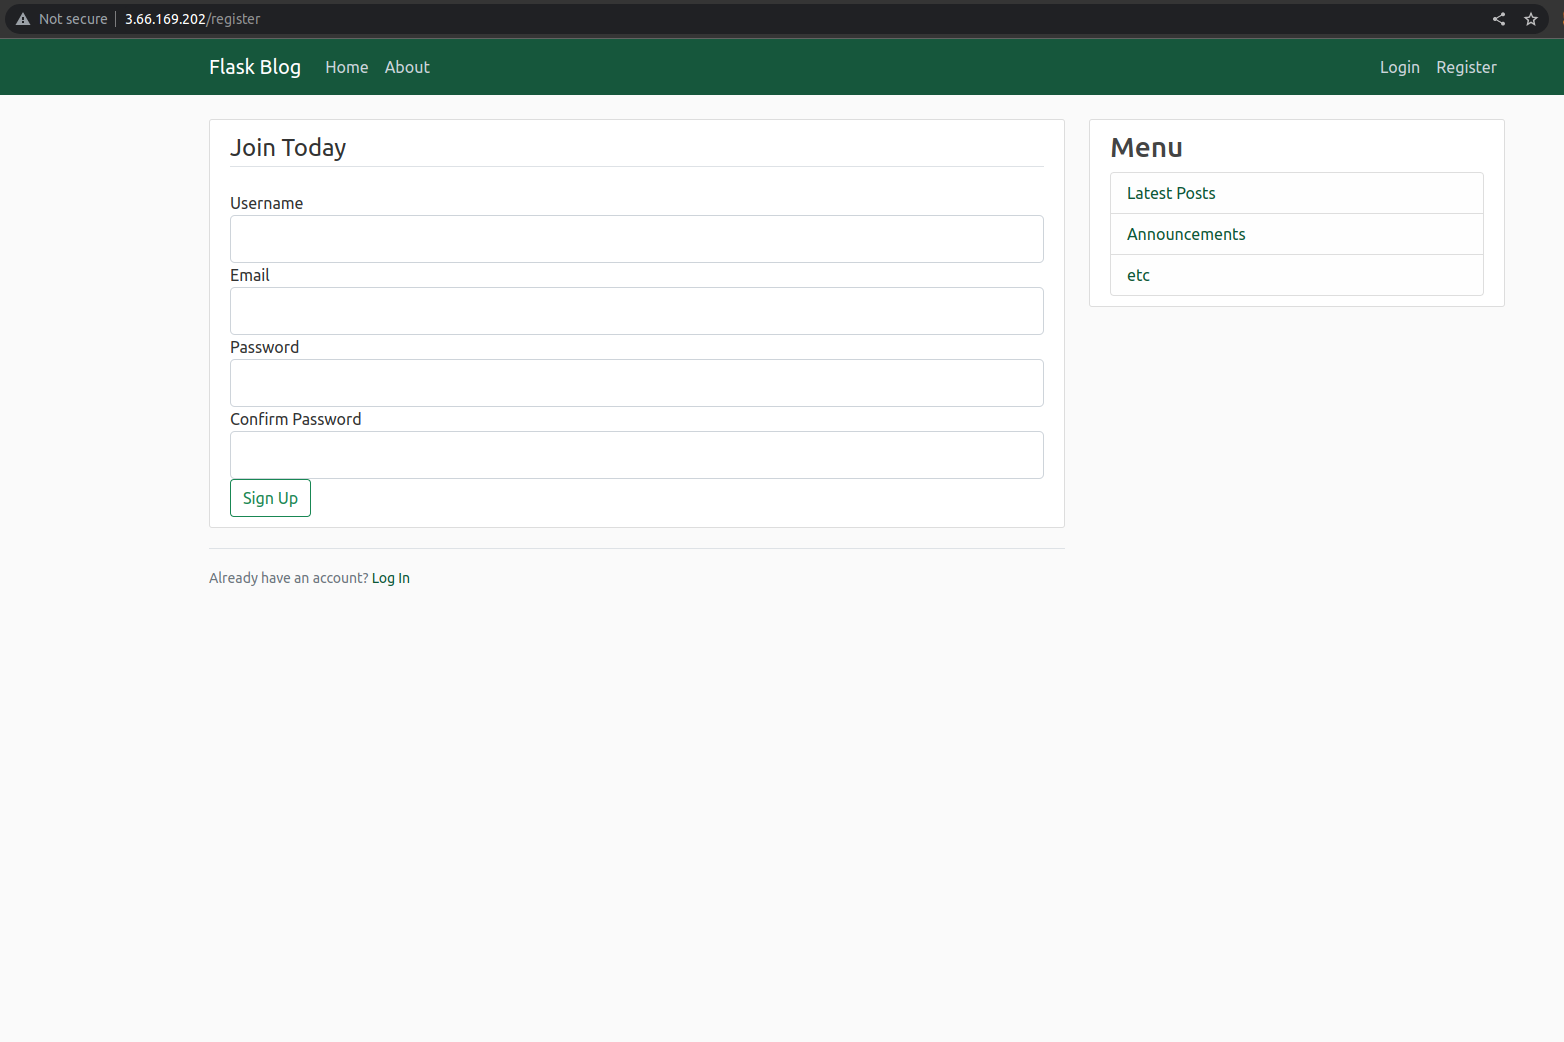 Not secure 3.66.169.202/register
Flask Blog Home About Login Register
Join Today
Username
Email
Password
Confirm Password
Sign Up
Already have an account? Log In
Menu
Latest Posts
Announcements
etc